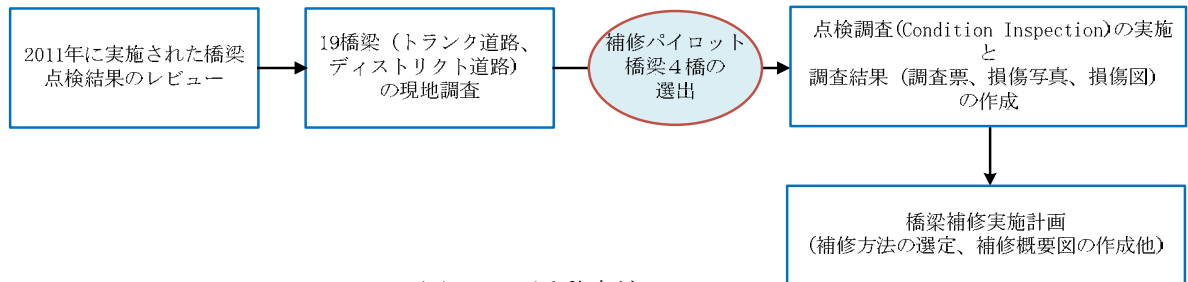 2011年に実施された橋梁
点検結果のレビュー
19橋梁（トランク道路、
ディストリクト道路）
の現地調査
補修パイロット
橋梁４橋の
選出
点検調査(Condition Inspection)の実施
と
調査結果（調査票、損傷写真、損傷図）
の作成
橋梁補修実施計画
(補修方法の選定、補修概要図の作成他)